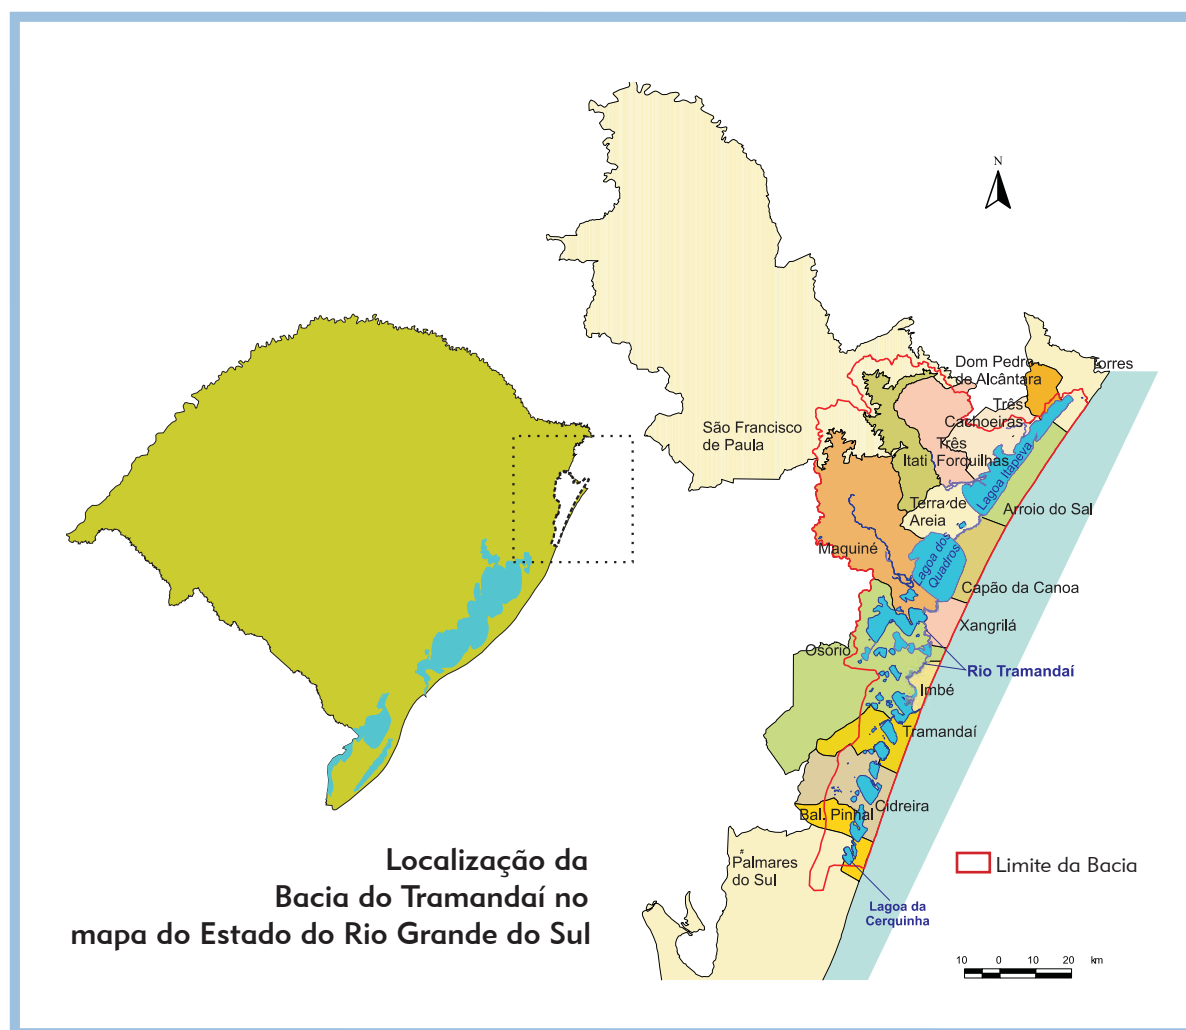 N
Dom Pedro
de Alcântara
Torres
Três
Cachoeiras
São Francisco
de Paula
Itati
Três
Forquilhas
Lagoa Itapeva
Terra de
Areia
Arroio do Sal
Maquiné
Lagoa dos
Quadros
Capão da Canoa
Xangrilá
Osório
Rio Tramandaí
Imbé
Tramandaí
Cidreira
Bal. Pinhal
Palmares
do Sul
Limite da Bacia
Lagoa da
Cerquinha
Localização da
Bacia do Tramandaí no
mapa do Estado do Rio Grande do Sul
10 0 10 20 km